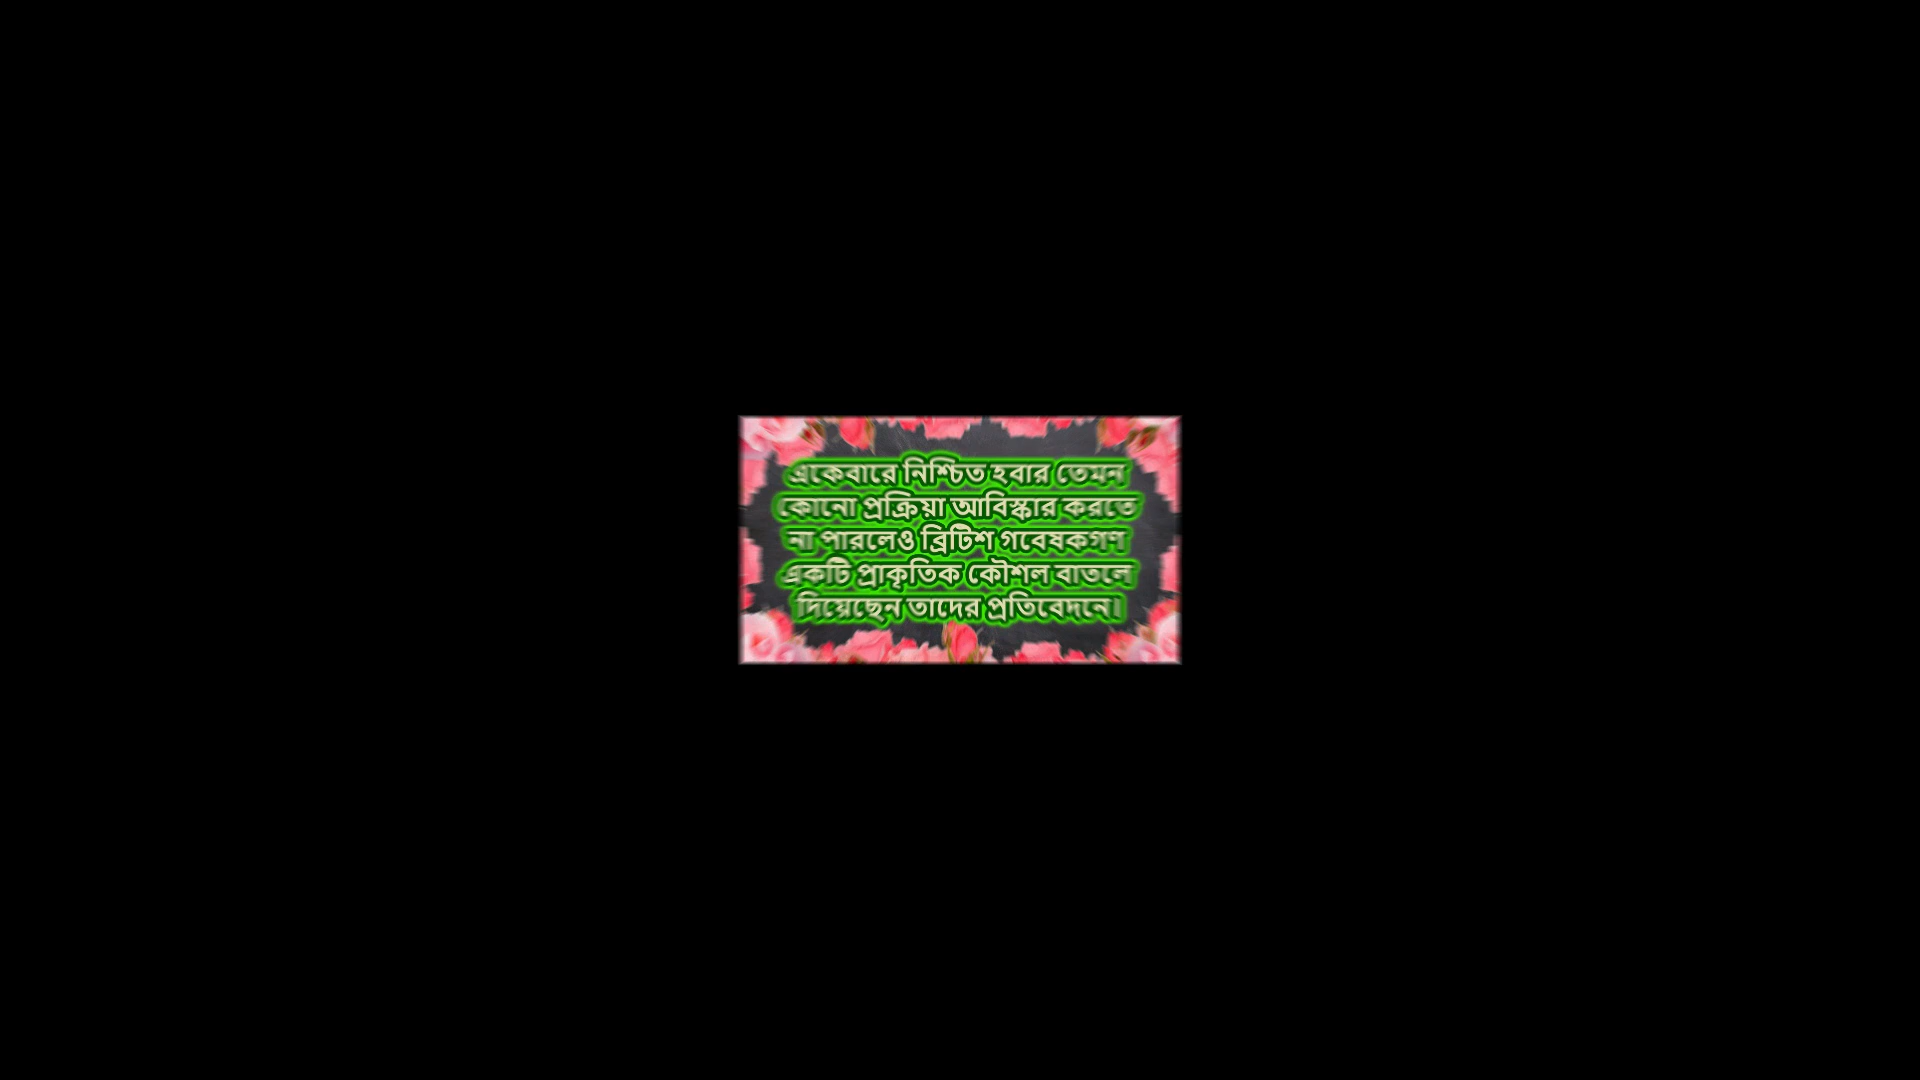 একেবারে নিশ্চিত হবার তেমন
কোনো প্রক্রিয়া আবিস্কার করতে
না পারলেও ব্রিটিশ গবেষকগণ
একটি প্রাকৃতিক কৌশল বাতলে
দিয়েছেন তাদের প্রতিবেদনে।